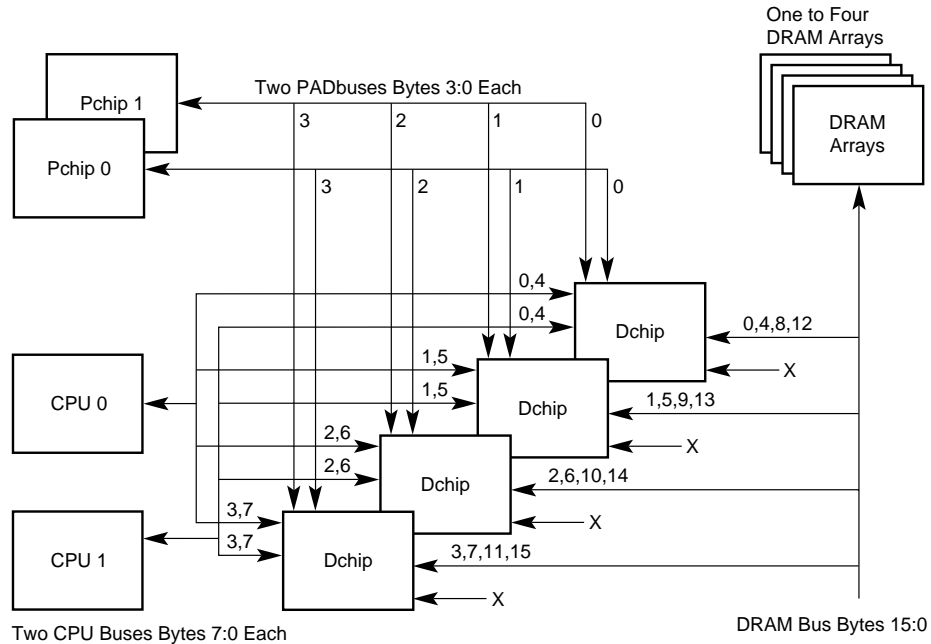 One to Four
DRAM Arrays
Two PADbuses Bytes 3:0 Each
Pchip 1
3
2
1
0
DRAM
Arrays
Pchip 0
3
2
1
0
0,4
0,4
Dchip
0,4,8,12
X
1,5
CPU 0
1,5
Dchip
1,5,9,13
2,6
X
2,6
Dchip
2,6,10,14
3,7
X
3,7
CPU 1
Dchip
3,7,11,15
X
Two CPU Buses Bytes 7:0 Each
DRAM Bus Bytes 15:0